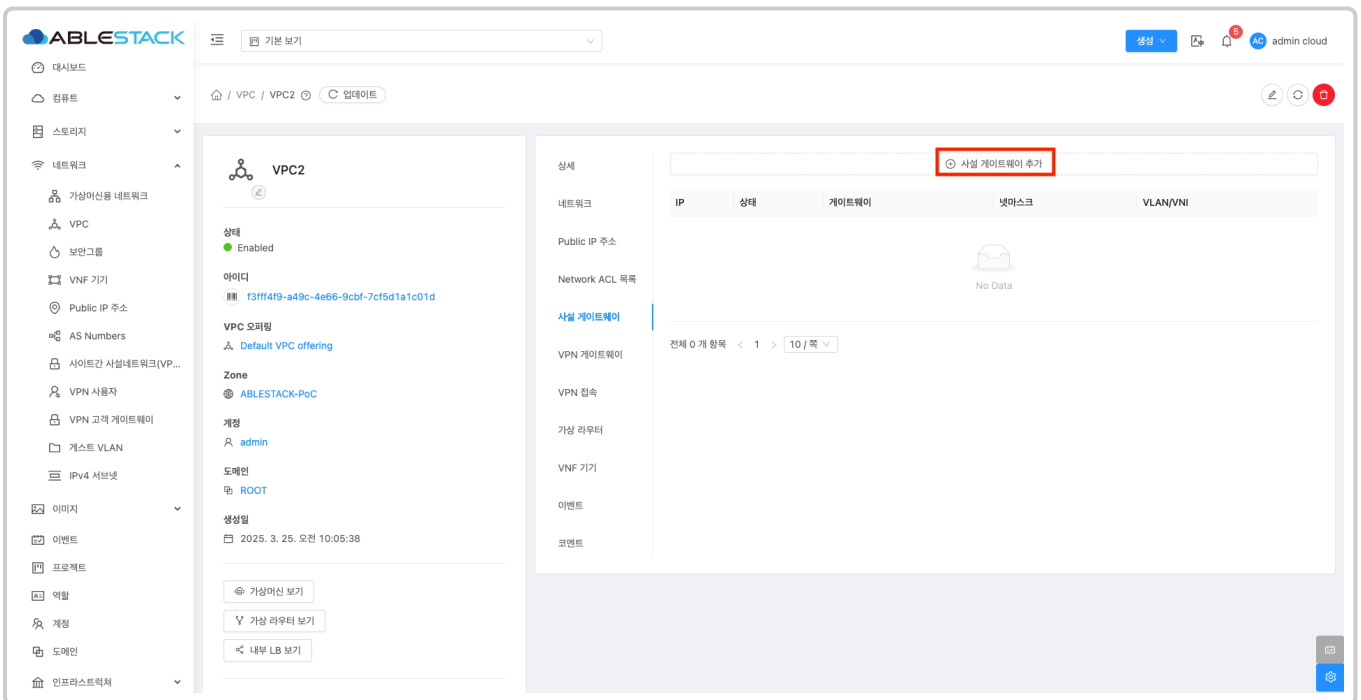 ABLESTACK
기본 보기
생성
5
AC
admin cloud
대시보드
컴퓨트
스토리지
네트워크
가상머신용 네트워크
VPC
보안그룹
VNF 기기
Public IP 주소
AS Numbers
사이트간 사설네트워크(VP...
VPN 사용자
VPN 고객 게이트웨이
게스트 VLAN
IPv4 서브넷
이미지
이벤트
프로젝트
역할
계정
도메인
인프라스트럭쳐
/ VPC / VPC2
업데이트
VPC2
상태
Enabled
아이디
f3fff4f9-a49c-4e66-9cbf-7cf5d1a1c01d
VPC 오퍼링
Default VPC offering
Zone
ABLESTACK-PoC
계정
admin
도메인
ROOT
생성일
2025. 3. 25. 오전 10:05:38
가상머신 보기
가상 라우터 보기
내부 LB 보기
상세
네트워크
Public IP 주소
Network ACL 목록
사설 게이트웨이
VPN 게이트웨이
VPN 접속
가상 라우터
VNF 기기
이벤트
코멘트
사설 게이트웨이 추가
IP 상태 게이트웨이 넷마스크 VLAN/VNI
No Data
전체 0 개 항목 < 1 > 10 / 쪽